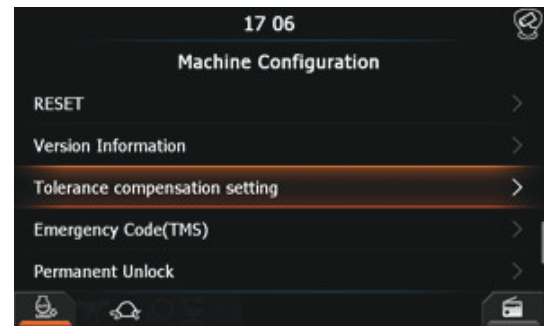 17 06
Machine Configuration
RESET
Version Information
Tolerance compensation setting
Emergency Code(TMS)
Permanent Unlock